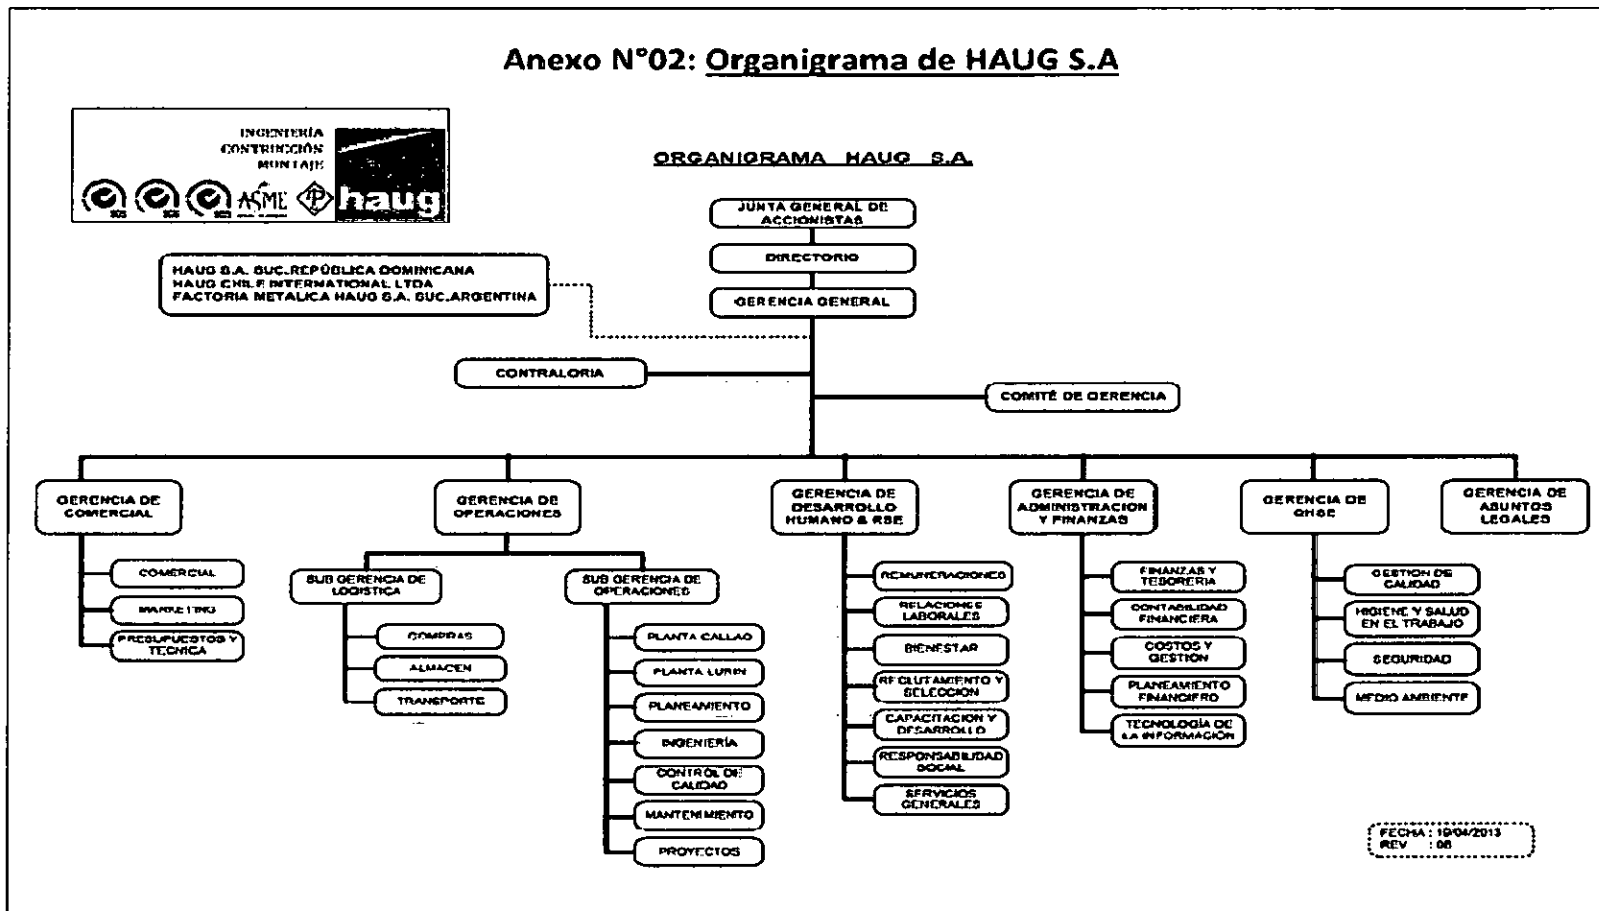 Anexo N°02: Organigrama de HAUG S.A
INGENIERÍA
CONTRUCCIÓN
MONTAJE
ASME
haug
ORGANIGRAMA HAUG S.A.
JUNTA GENERAL DE
ACCIONISTAS
DIRECTORIO
GERENCIA GENERAL
HAUG S.A. SUC.REPÚBLICA DOMINICANA
HAUG CHILE INTERNATIONAL LTDA
FACTORIA METALICA HAUG S.A. SUC.ARGENTINA
CONTRALORIA
COMITÉ DE GERENCIA
GERENCIA DE
COMERCIAL
COMERCIAL
MARKETING
PRESUPUESTOS Y
TECNICA
GERENCIA DE
OPERACIONES
SUB GERENCIA DE
LOGISTICA
COMPRAS
ALMACEN
TRANSPORTE
SUB GERENCIA DE
OPERACIONES
PLANTA CALLAO
PLANTA LURIN
PLANEAMIENTO
INGENIERÍA
CONTROL DE
CALIDAD
MANTENIMIENTO
PROYECTOS
GERENCIA DE
DESARROLLO
HUMANO & RSE
REMUNERACIONES
RELACIONES
LABORALES
BIENESTAR
RECLUTAMIENTO Y
SELECCION
CAPACITACION Y
DESARROLLO
RESPONSABILIDAD
SOCIAL
SERVICIOS
GENERALES
GERENCIA DE
ADMINISTRACION
Y FINANZAS
FINANZAS Y
TESORERIA
CONTABILIDAD
FINANCIERA
COSTOS Y
GESTIÓN
PLANEAMIENTO
FINANCIERO
TECNOLOGÍA DE
LA INFORMACIÓN
GERENCIA DE
QHSE
GESTION DE
CALIDAD
HIGIENE Y SALUD
EN EL TRABAJO
SEGURIDAD
MEDIO AMBIENTE
GERENCIA DE
ASUNTOS
LEGALES
FECHA : 19/04/2013
REV : 08